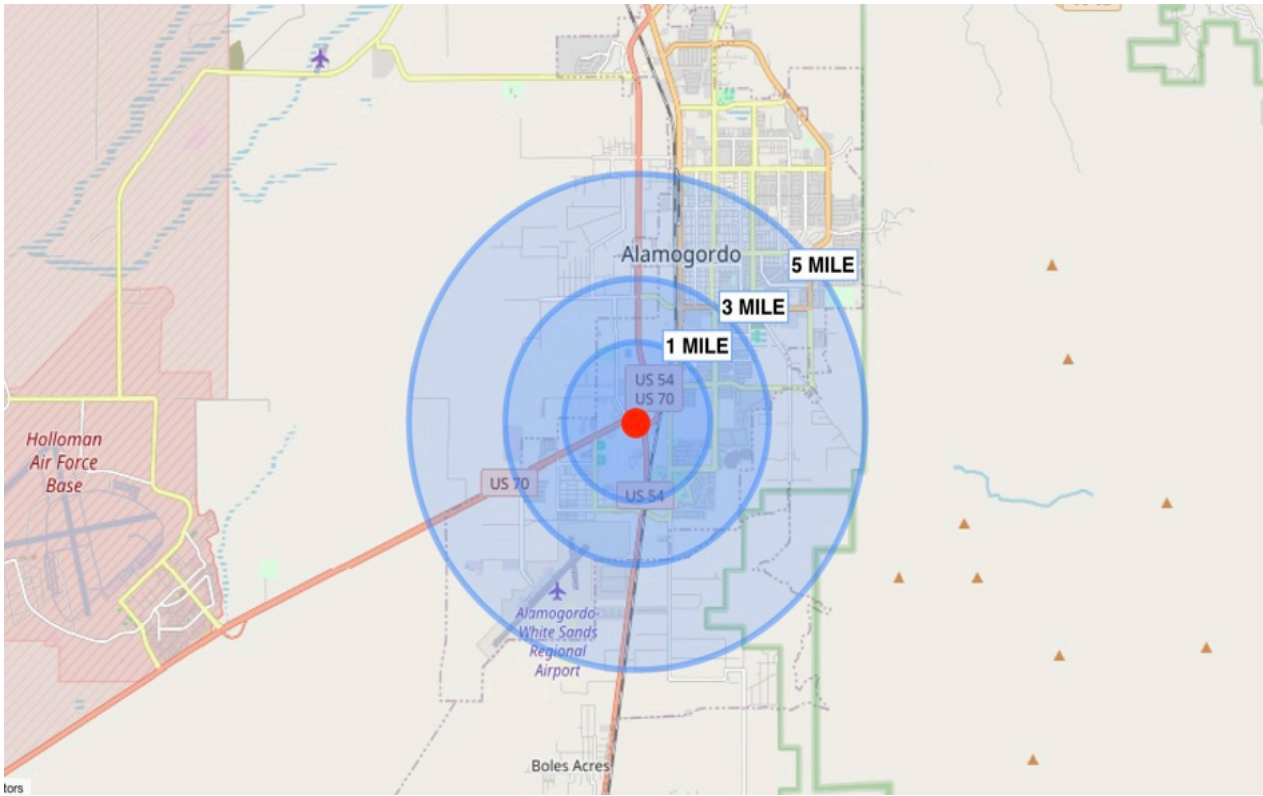 Alamogordo
5 MILE
3 MILE
1 MILE
US 54
US 70
Holloman
Air Force
Base
US 70
US 54
Alamogordo-
White Sands
Regional
Airport
Boles Acres
tors